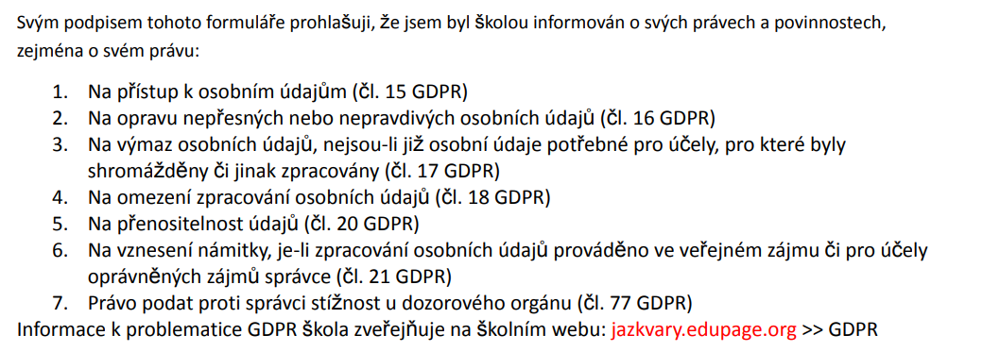 Svým podpisem tohoto formuláře prohlašuji, že jsem byl školou informován o svých právech a povinnostech,
zejména o svém právu:
1. Na přístup k osobním údajům (čl. 15 GDPR)
2. Na opravu nepřesných nebo nepravdivých osobních údajů (čl. 16 GDPR)
3. Na výmaz osobních údajů, nejsou-li již osobní údaje potřebné pro účely, pro které byly
shromážděny či jinak zpracovány (čl. 17 GDPR)
4. Na omezení zpracování osobních údajů (čl. 18 GDPR)
5. Na přenositelnost údajů (čl. 20 GDPR)
6. Na vznesení námitky, je-li zpracování osobních údajů prováděno ve veřejném zájmu či pro účely
oprávněných zájmů správce (čl. 21 GDPR)
7. Právo podat proti správci stížnost u dozorového orgánu (čl. 77 GDPR)
Informace k problematice GDPR škola zveřejňuje na školním webu: jazkvary.edupage.org >> GDPR